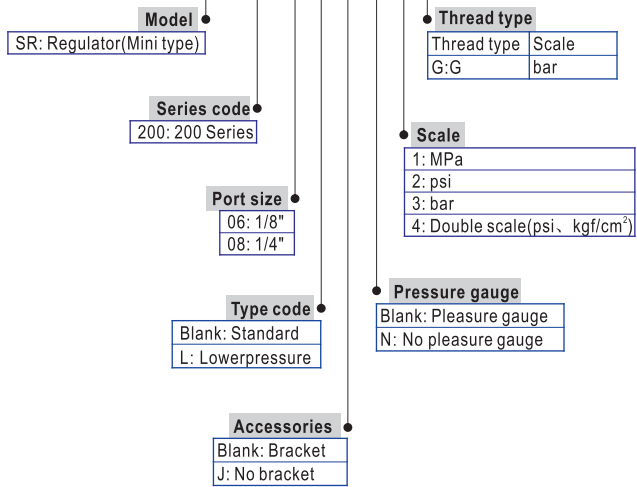 Model
SR: Regulator(Mini type)
Series code
200: 200 Series
Port size
06: 1/8"
08: 1/4"
Type code
Blank: Standard
L: Lowerpressure
Accessories
Blank: Bracket
J: No bracket
Pressure gauge
Blank: Pleasure gauge
N: No pleasure gauge
Scale
1: MPa
2: psi
3: bar
4: Double scale(psi、kgf/cm²)
Thread type
Thread type Scale
G:G bar